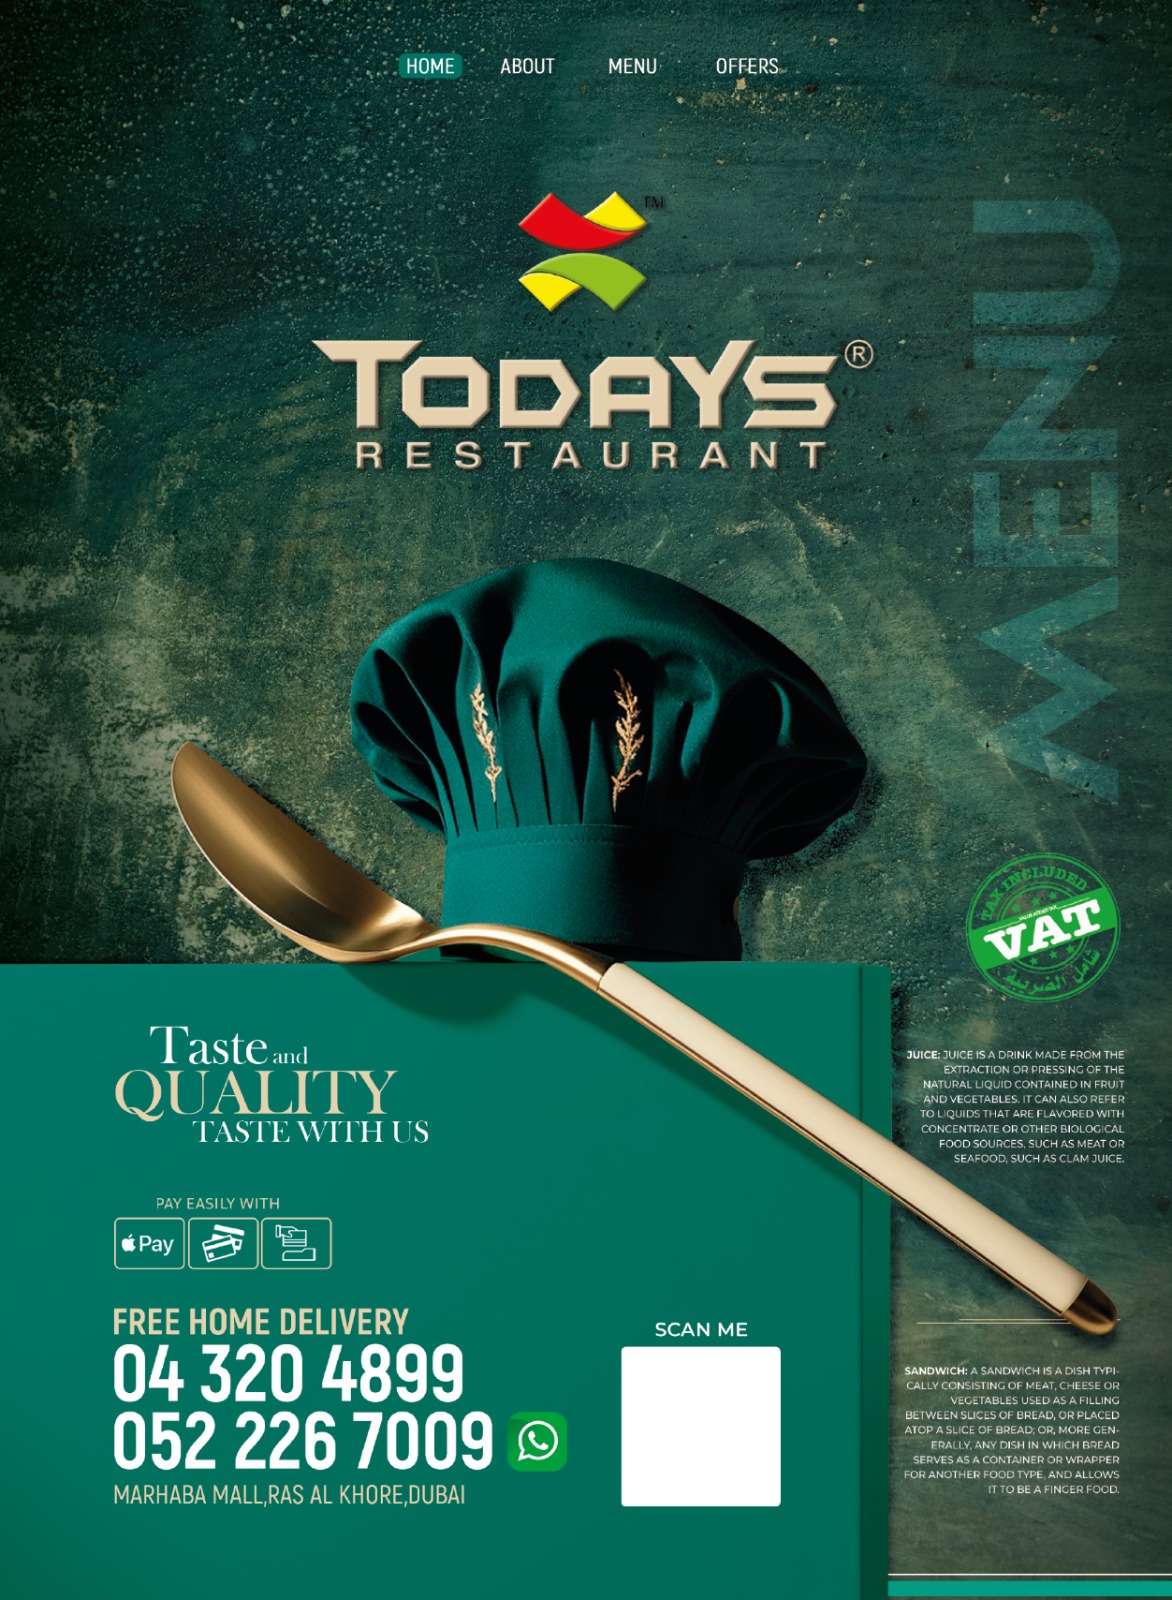 HOME ABOUT MENU OFFERS
TM
TODAYS®
RESTAURANT
MENU
TAX INCLUDED
VAT
شامل الضريبة
Taste and
QUALITY
TASTE WITH US
PAY EASILY WITH
Pay
FREE HOME DELIVERY
04 320 4899
052 226 7009
MARHABA MALL,RAS AL KHORE,DUBAI
SCAN ME
JUICE: JUICE IS A DRINK MADE FROM THE
EXTRACTION OR PRESSING OF THE
NATURAL LIQUID CONTAINED IN FRUIT
AND VEGETABLES. IT CAN ALSO REFER
TO LIQUIDS THAT ARE FLAVORED WITH
CONCENTRATE OR OTHER BIOLOGICAL
FOOD SOURCES, SUCH AS MEAT OR
SEAFOOD, SUCH AS CLAM JUICE.
SANDWICH: A SANDWICH IS A DISH TYPI-
CALLY CONSISTING OF MEAT, CHEESE OR
VEGETABLES USED AS A FILLING
BETWEEN SLICES OF BREAD, OR PLACED
ATOP A SLICE OF BREAD; OR, MORE GEN-
ERALLY, ANY DISH IN WHICH BREAD
SERVES AS A CONTAINER OR WRAPPER
FOR ANOTHER FOOD TYPE, AND ALLOWS
IT TO BE A FINGER FOOD.